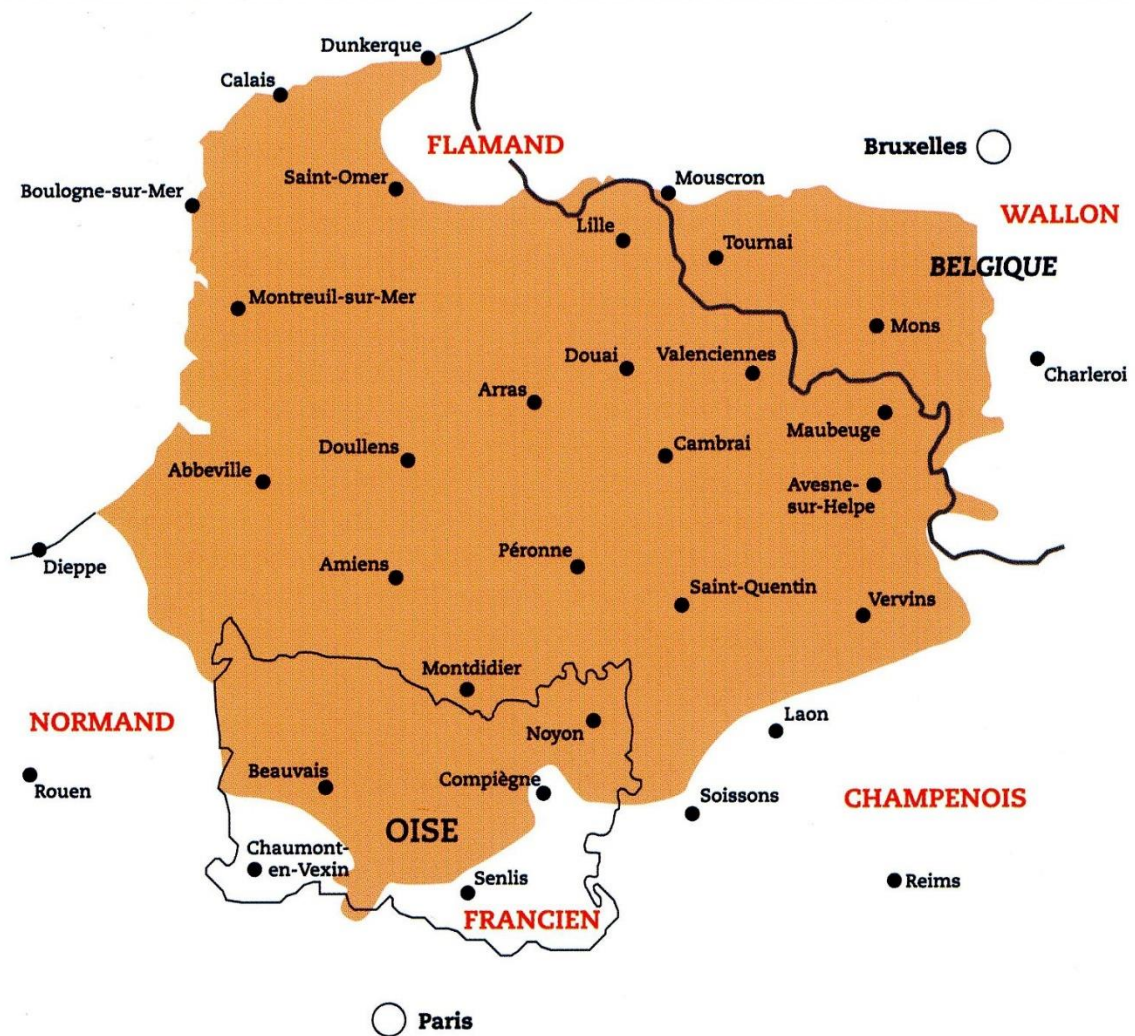 Dunkerque
Calais
FLAMAND
Bruxelles
Saint-Omer
Mouscron
Boulogne-sur-Mer
WALLON
Lille
Tournai
BELGIQUE
Montreuil-sur-Mer
Mons
Douai
Valenciennes
Charleroi
Arras
Maubeuge
Doullens
Cambrai
Abbeville
Avesne-
sur-Helpe
Péronne
Dieppe
Amiens
Saint-Quentin
Vervins
Montdidier
NORMAND
Noyon
Laon
Beauvais
Compiègne
Rouen
Soissons
CHAMPENOIS
OISE
Chaumont-
en-Vexin
Senlis
Reims
FRANCIEN
Paris